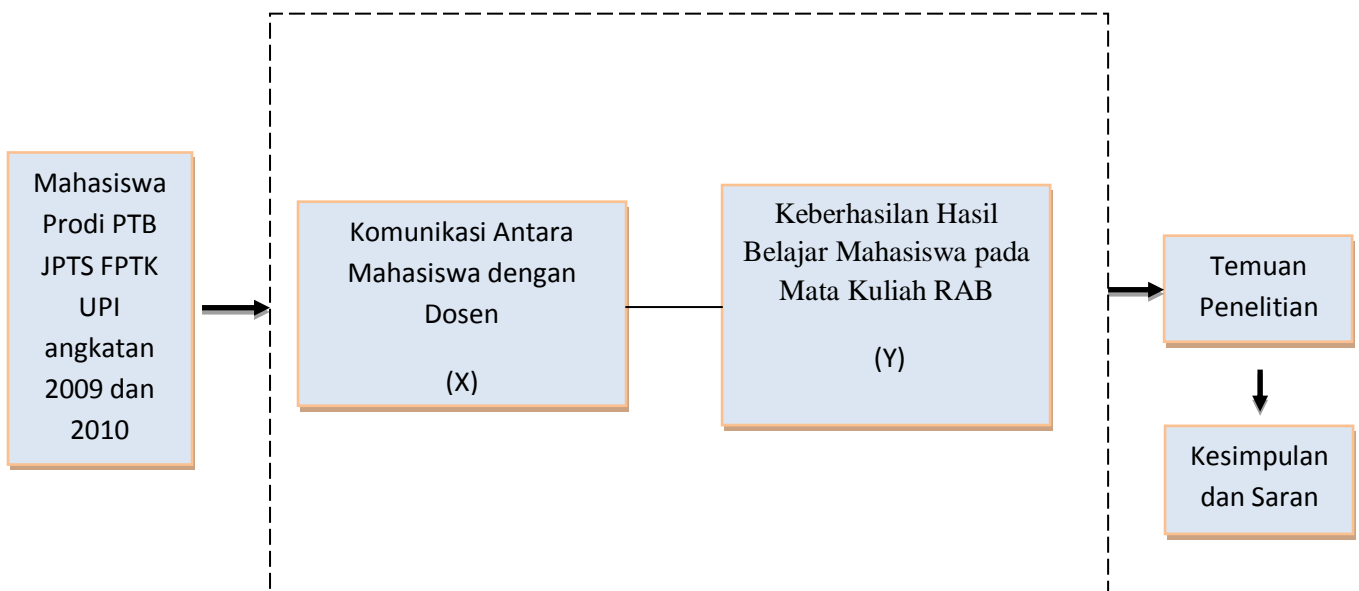 Mahasiswa
Prodi PTB
JPTS FPTK
UPI
angkatan
2009 dan
2010
Komunikasi Antara
Mahasiswa dengan
Dosen
(X)
Keberhasilan Hasil
Belajar Mahasiswa pada
Mata Kuliah RAB
(Y)
Temuan
Penelitian
Kesimpulan
dan Saran